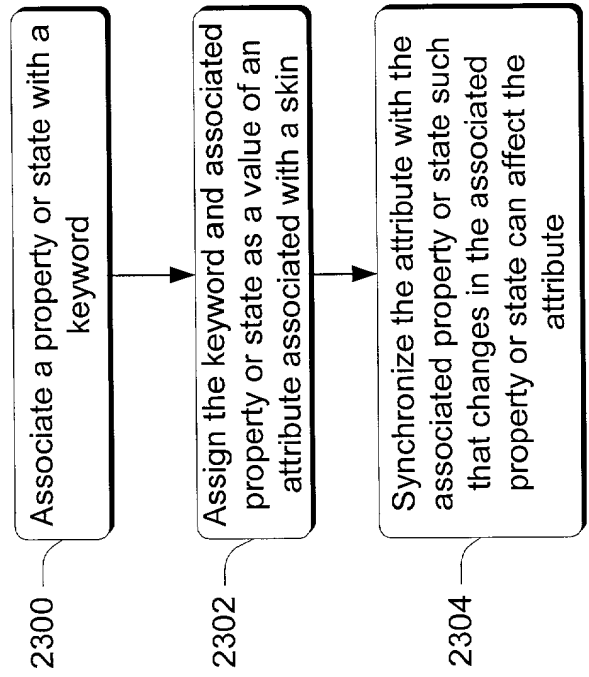 2300
Associate a property or state with a
keyword
2302
Assign the keyword and associated
property or state as a value of an
attribute associated with a skin
2304
Synchronize the attribute with the
associated property or state such
that changes in the associated
property or state can affect the
attribute